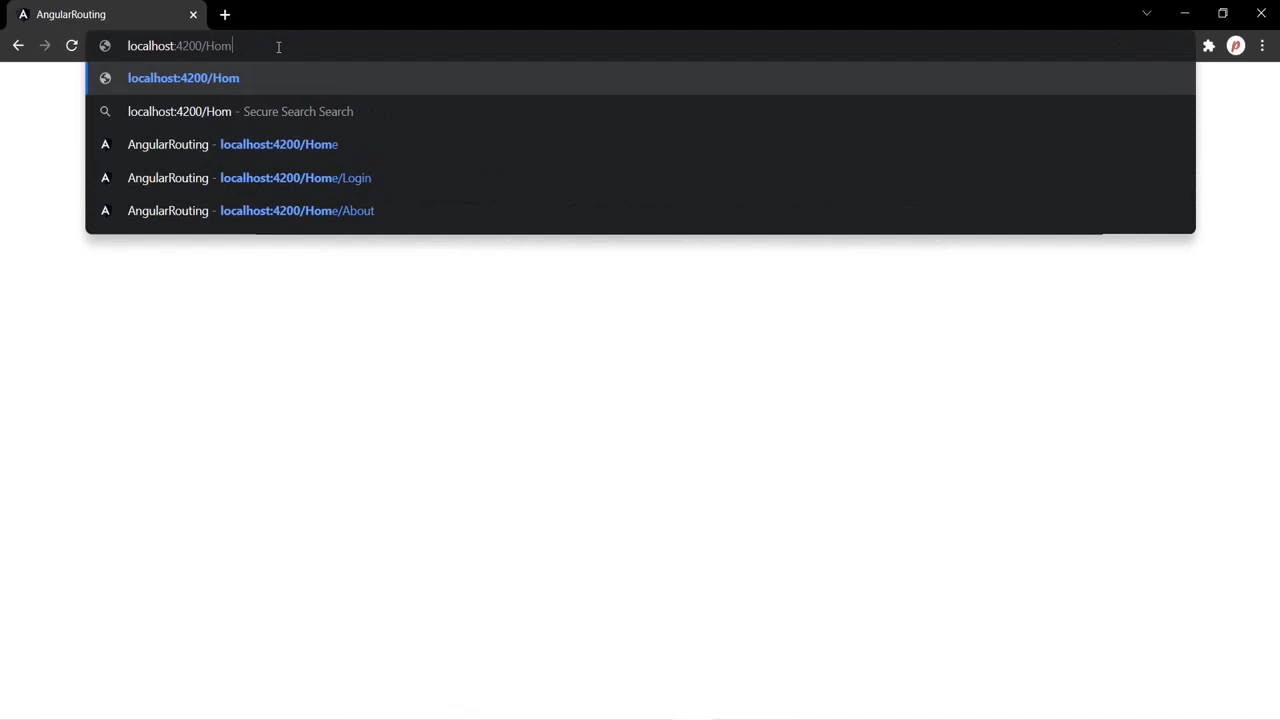 AngularRouting
localhost:4200/Hom
localhost:4200/Hom
localhost:4200/Hom - Secure Search Search
AngularRouting - localhost:4200/Home
AngularRouting - localhost:4200/Home/Login
AngularRouting - localhost:4200/Home/About